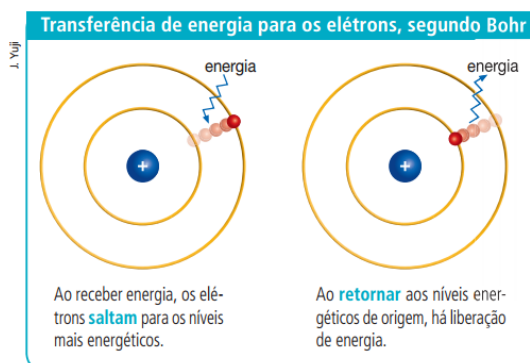 Transferência de energia para os elétrons, segundo Bohr
J. Yuji
energia
energia
+
+
Ao receber energia, os elé-
trons saltam para os níveis
mais energéticos.
Ao retornar aos níveis ener-
géticos de origem, há liberação
de energia.